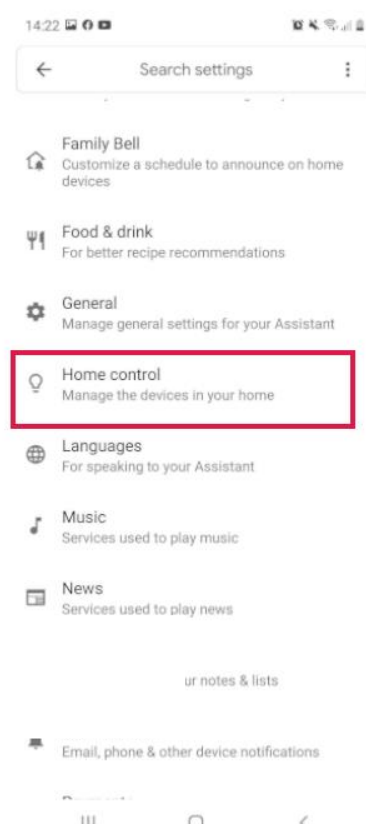 14:22
Search settings
Family Bell
Customize a schedule to announce on home
devices
Food & drink
For better recipe recommendations
General
Manage general settings for your Assistant
Home control
Manage the devices in your home
Languages
For speaking to your Assistant
Music
Services used to play music
News
Services used to play news
ur notes & lists
Email, phone & other device notifications